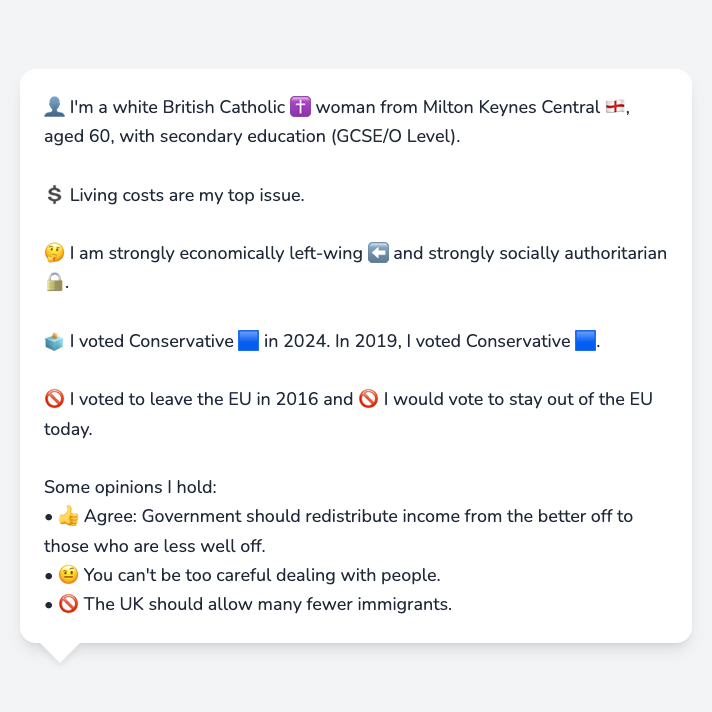 👤 I'm a white British Catholic ✝️ woman from Milton Keynes Central 🏴󠁧󠁢󠁥󠁮󠁧󠁿,
aged 60, with secondary education (GCSE/O Level).
💲 Living costs are my top issue.
🤔 I am strongly economically left-wing ⬅️ and strongly socially authoritarian
🔒.
🗳️ I voted Conservative 🟦 in 2024. In 2019, I voted Conservative 🟦.
🚫 I voted to leave the EU in 2016 and 🚫 I would vote to stay out of the EU
today.
Some opinions I hold:
• 👍 Agree: Government should redistribute income from the better off to
those who are less well off.
• 🤨 You can't be too careful dealing with people.
• 🚫 The UK should allow many fewer immigrants.